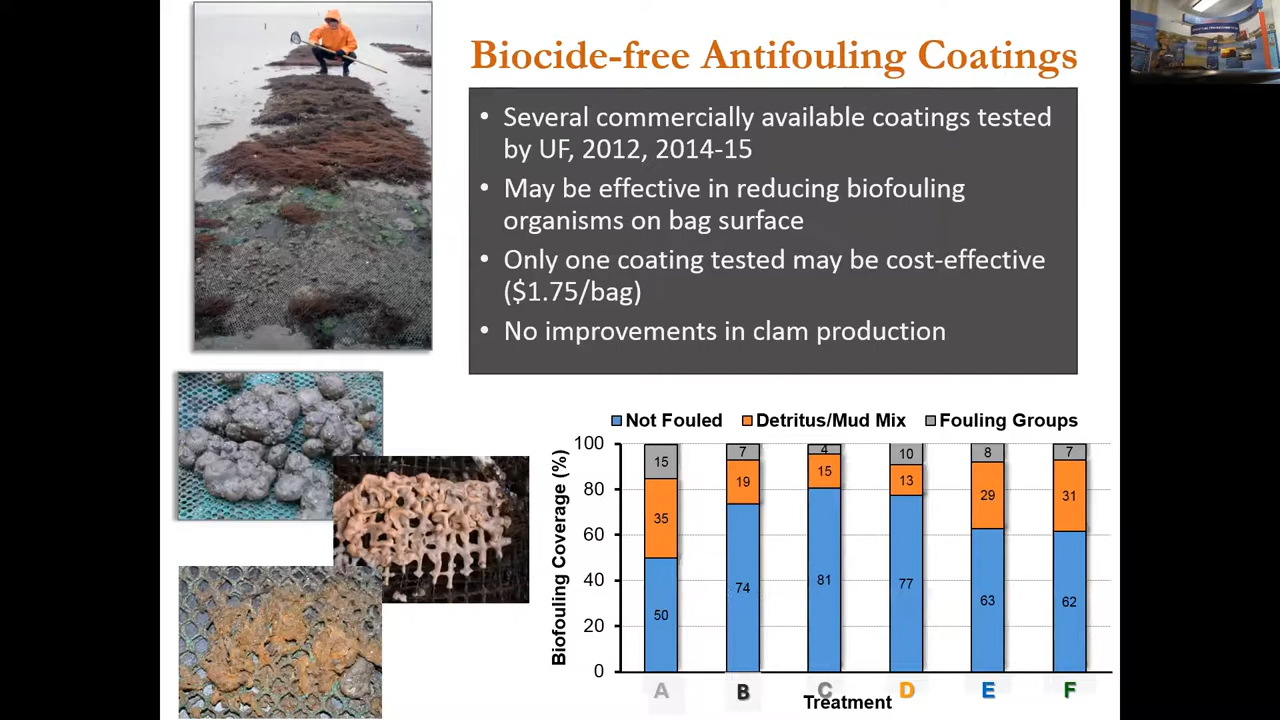 Biocide-free Antifouling Coatings
• Several commercially available coatings tested
by UF, 2012, 2014-15
• May be effective in reducing biofouling
organisms on bag surface
• Only one coating tested may be cost-effective
($1.75/bag)
• No improvements in clam production
Not Fouled Detritus/Mud Mix Fouling Groups
Biofouling Coverage (%)
100
80
60
40
20
0
15 7 4 10 8 7
35 19 15 13 29 31
50 74 81 77 63 62
A B C D E F
Treatment